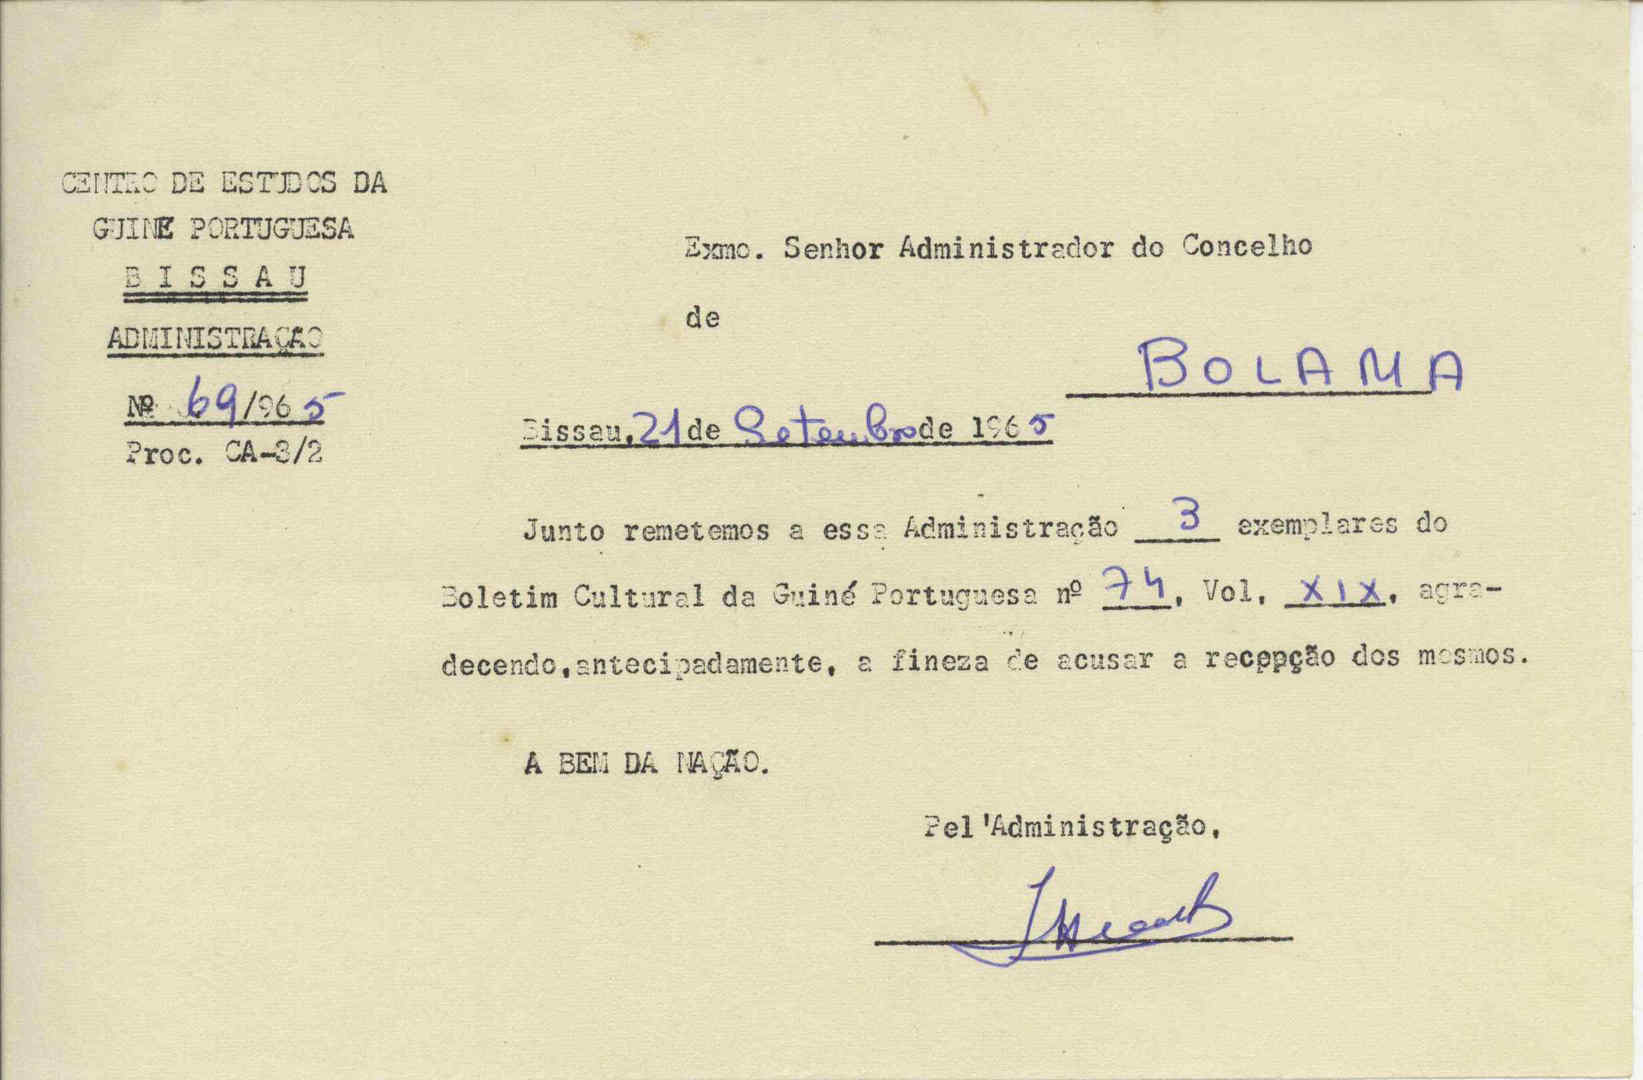 CENTRO DE ESTUDOS DA
GUINÉ PORTUGUESA
B I S S A U
ADMINISTRAÇÃO
Nº 69/965
Proc. CA-3/2
Exmo. Senhor Administrador do Concelho
de
BOLAMA
Bissau, 21 de Setembro de 1965
Junto remetemos a essa Administração 3 exemplares do
Boletim Cultural da Guiné Portuguesa nº 74, Vol. XIX, agra-
decendo, antecipadamente, a fineza de acusar a recepção dos mesmos.
A BEM DA NAÇÃO.
Pel'Administração,